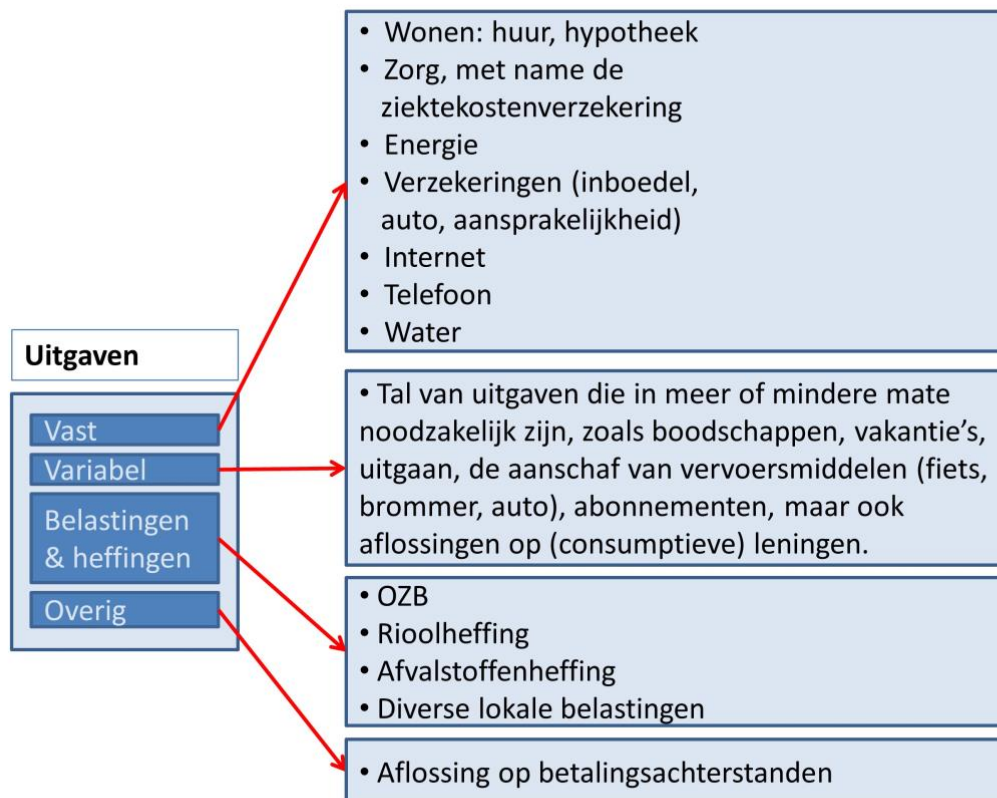 Uitgaven
Vast
Variabel
Belastingen
& heffingen
Overig
• Wonen: huur, hypotheek
• Zorg, met name de
ziektekostenverzekering
• Energie
• Verzekeringen (inboedel,
auto, aansprakelijkheid)
• Internet
• Telefoon
• Water
• Tal van uitgaven die in meer of mindere mate
noodzakelijk zijn, zoals boodschappen, vakantie’s,
uitgaan, de aanschaf van vervoersmiddelen (fiets,
brommer, auto), abonnementen, maar ook
aflossingen op (consumptieve) leningen.
• OZB
• Rioolheffing
• Afvalstoffenheffing
• Diverse lokale belastingen
• Aflossing op betalingsachterstanden